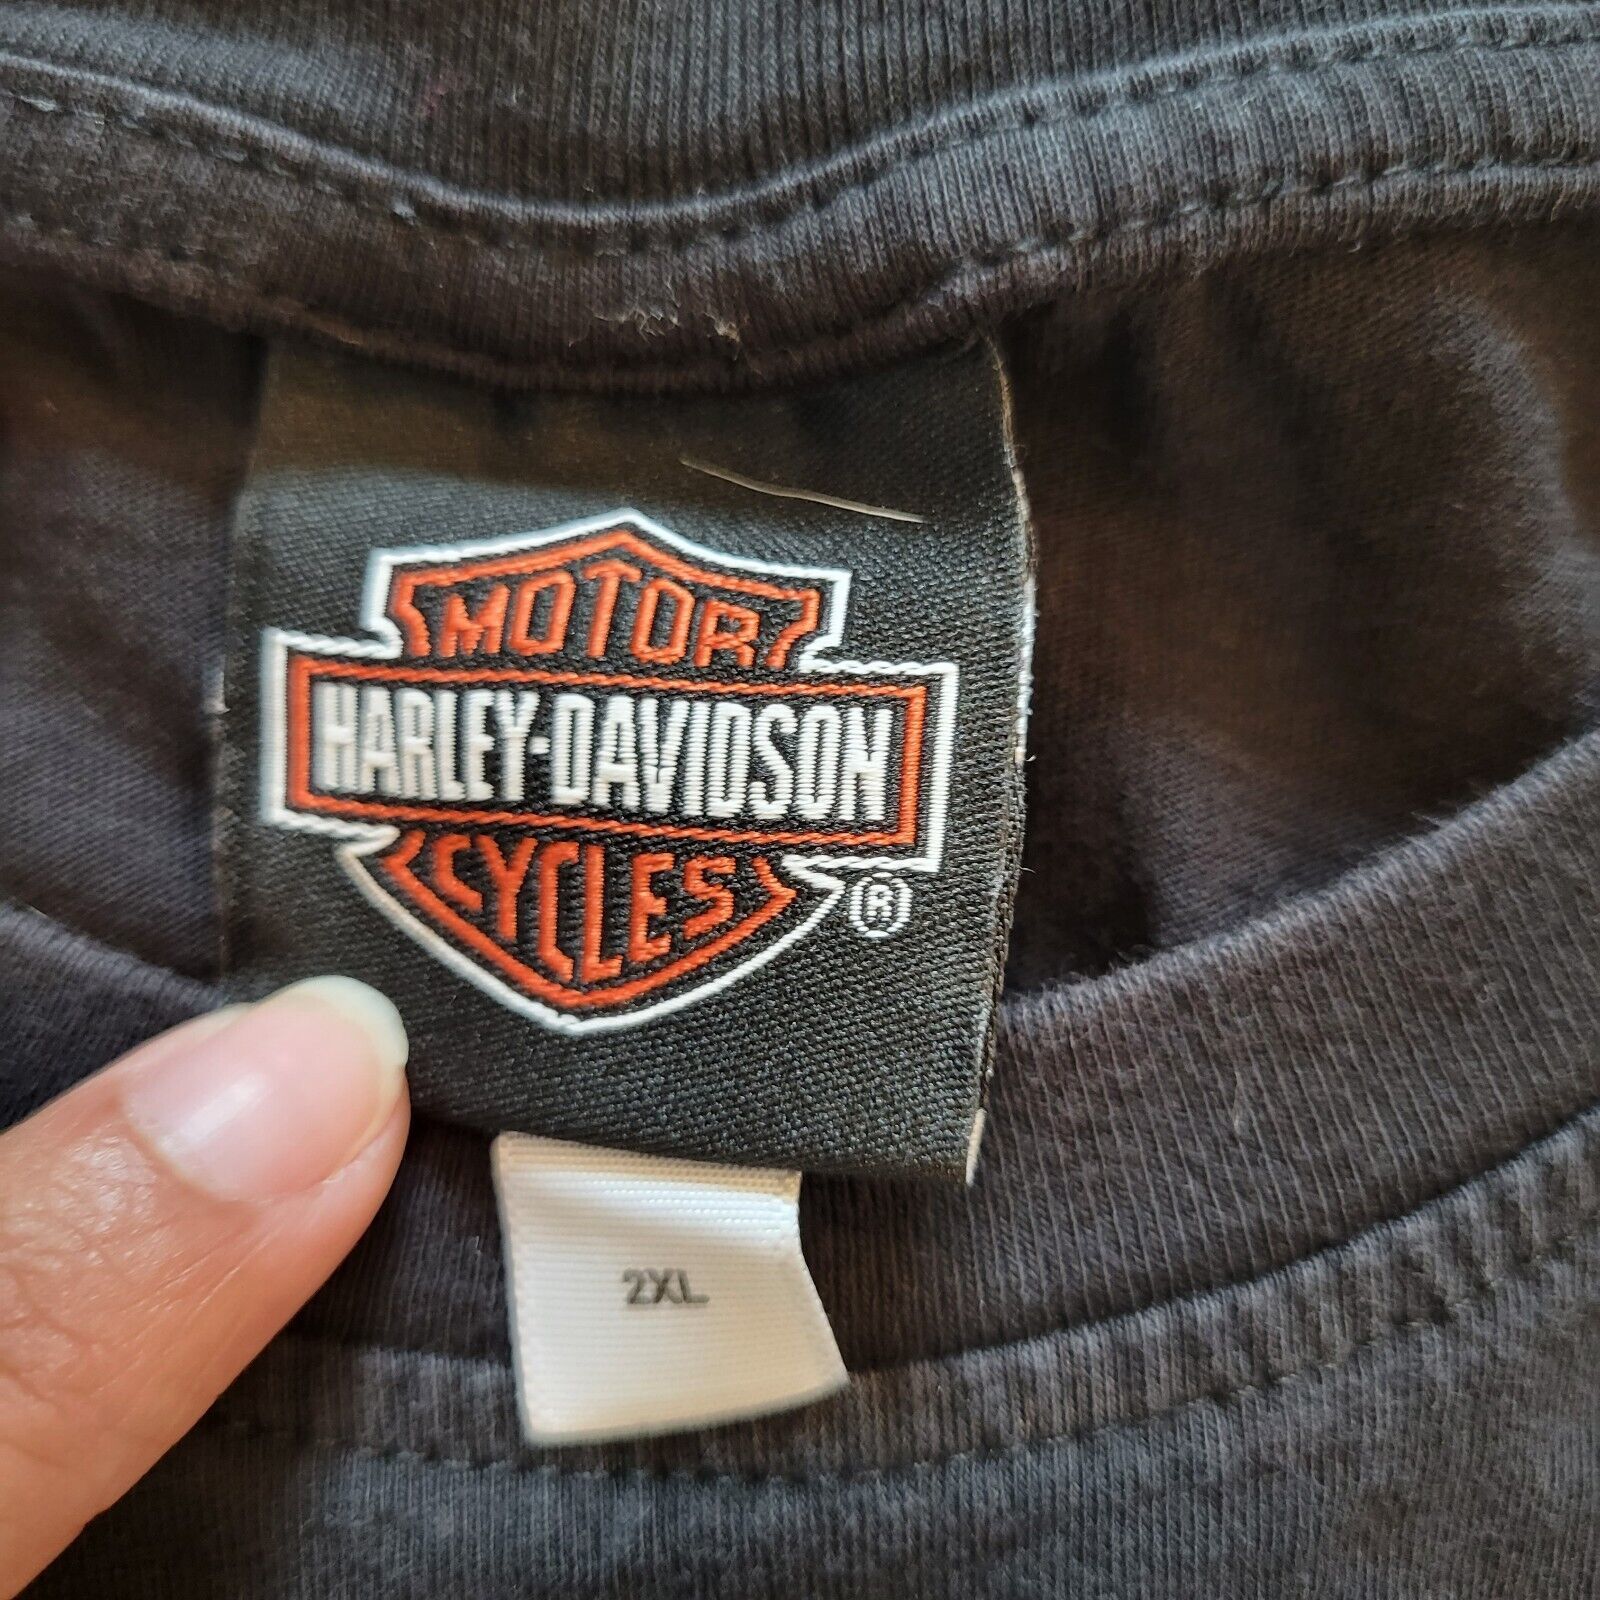 MOTOR
HARLEY-DAVIDSON
CYCLES
®
2XL